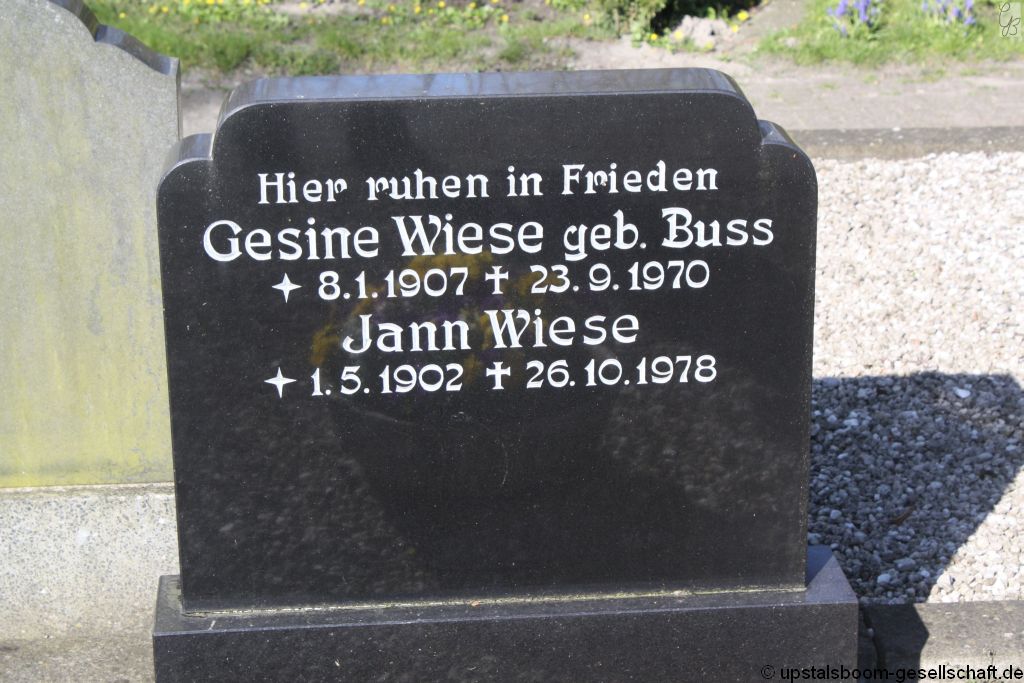 Hier ruhen in Frieden
Gesine Wiese geb. Buss
✦ 8.1.1907 ✝ 23.9.1970
Jann Wiese
✦ 1.5.1902 ✝ 26.10.1978
© upstalsboom-gesellschaft.de